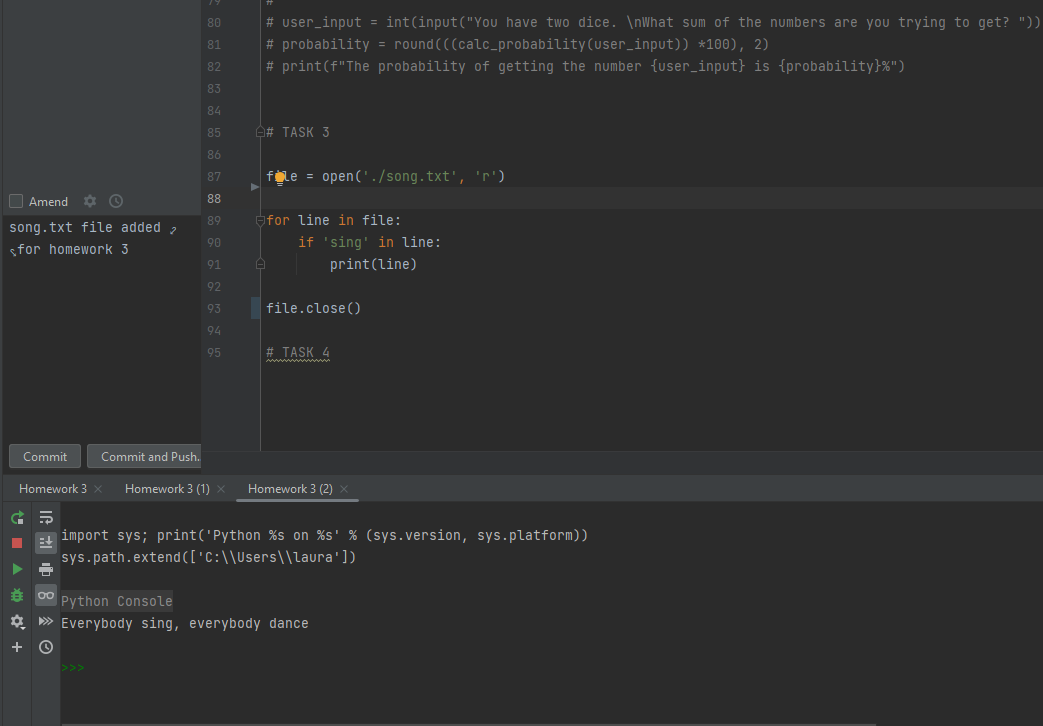 79 #
80 # user_input = int(input("You have two dice. \nWhat sum of the numbers are you trying to get? "))
81 # probability = round(((calc_probability(user_input)) *100), 2)
82 # print(f"The probability of getting the number {user_input} is {probability}%")
83
84
85 # TASK 3
86
87 file = open('./song.txt', 'r')
88
89 for line in file:
90 if 'sing' in line:
91 print(line)
92
93 file.close()
94
95 # TASK 4
Amend
song.txt file added
for homework 3
Commit
Commit and Push.
Homework 3
Homework 3 (1)
Homework 3 (2)
import sys; print('Python %s on %s' % (sys.version, sys.platform))
sys.path.extend(['C:\\Users\\laura'])
Python Console
Everybody sing, everybody dance
>>>